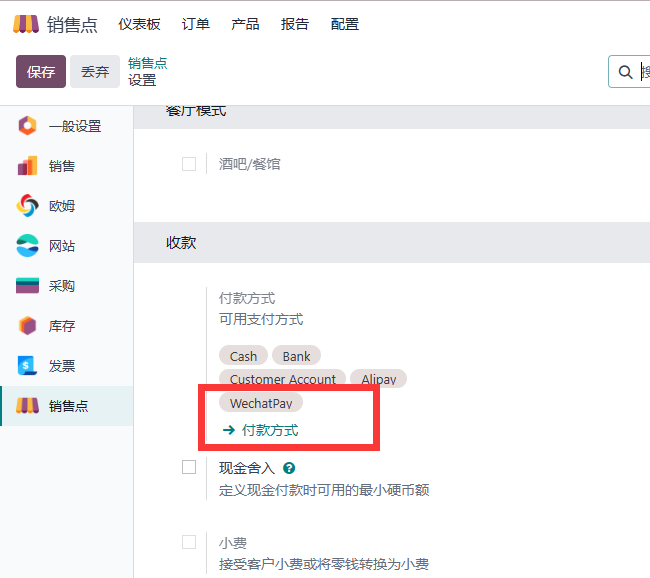 销售点 仪表板 订单 产品 报告 配置
保存 丢弃 销售点
设置
一般设置
销售
欧姆
网站
采购
库存
发票
销售点
餐厅模式
酒吧/餐馆
收款
付款方式
可用支付方式
Cash Bank
Customer Account Alipay
WechatPay
→ 付款方式
现金舍入 ?
定义现金付款时可用的最小硬币额
小费
接受客户小费或将零钱转换为小费